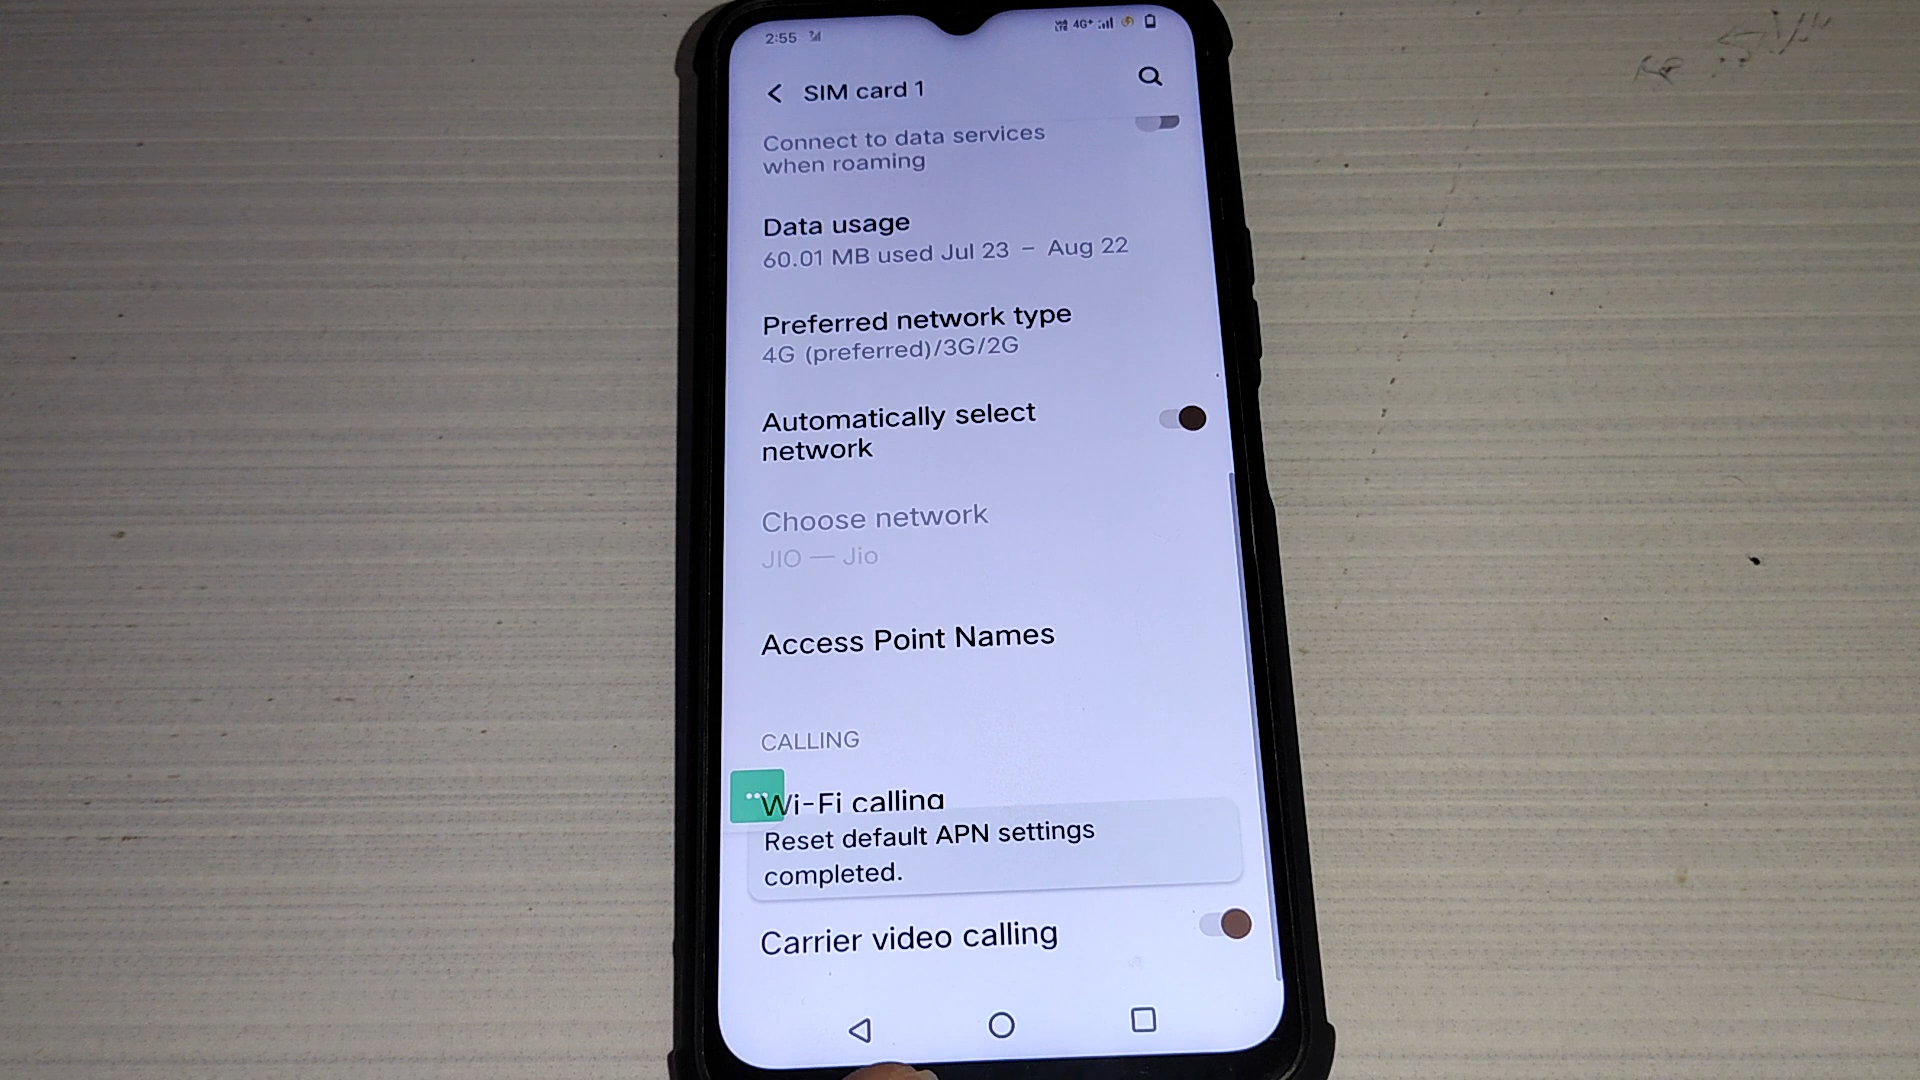 2:55
4G+
SIM card 1
Connect to data services
when roaming
Data usage
60.01 MB used Jul 23 – Aug 22
Preferred network type
4G (preferred)/3G/2G
Automatically select
network
Choose network
JIO — Jio
Access Point Names
CALLING
Wi-Fi calling
Reset default APN settings
completed.
Carrier video calling